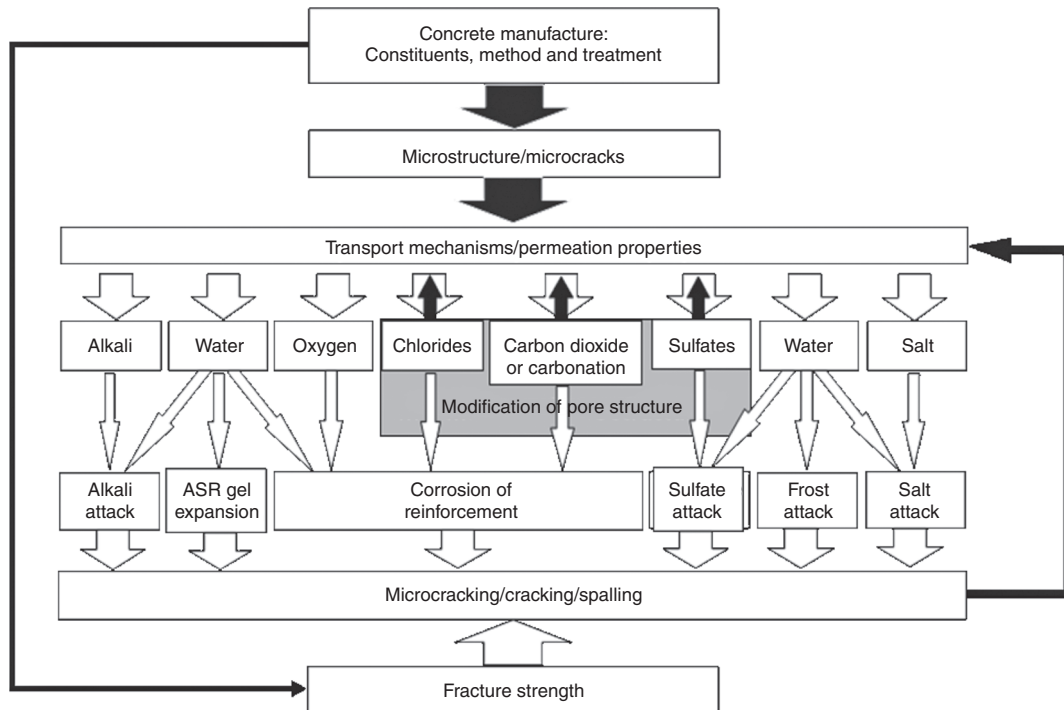 Concrete manufacture:
Constituents, method and treatment
Microstructure/microcracks
Transport mechanisms/permeation properties
Alkali
Water
Oxygen
Chlorides
Carbon dioxide
or carbonation
Sulfates
Water
Salt
Modification of pore structure
Alkali
attack
ASR gel
expansion
Corrosion of
reinforcement
Sulfate
attack
Frost
attack
Salt
attack
Microcracking/cracking/spalling
Fracture strength